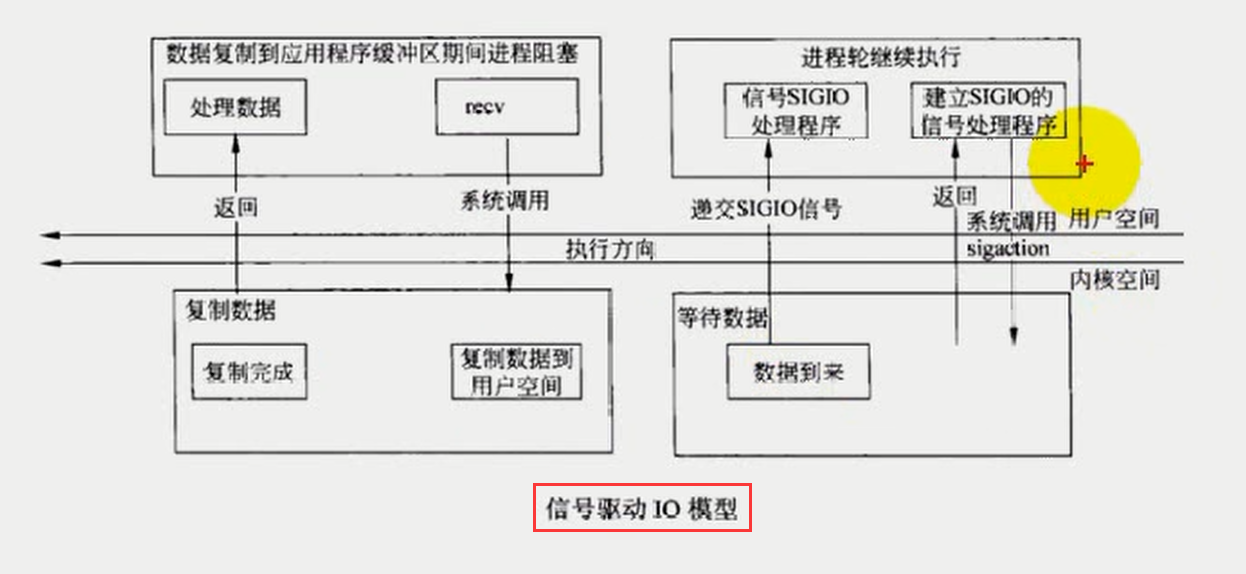 数据复制到应用程序缓冲区期间进程阻塞
处理数据
recv
进程轮继续执行
信号SIGIO
处理程序
建立SIGIO的
信号处理程序
返回
系统调用
递交SIGIO信号
返回
系统调用
sigaction
用户空间
执行方向
内核空间
复制数据
复制完成
复制数据到
用户空间
等待数据
数据到来
信号驱动 IO 模型